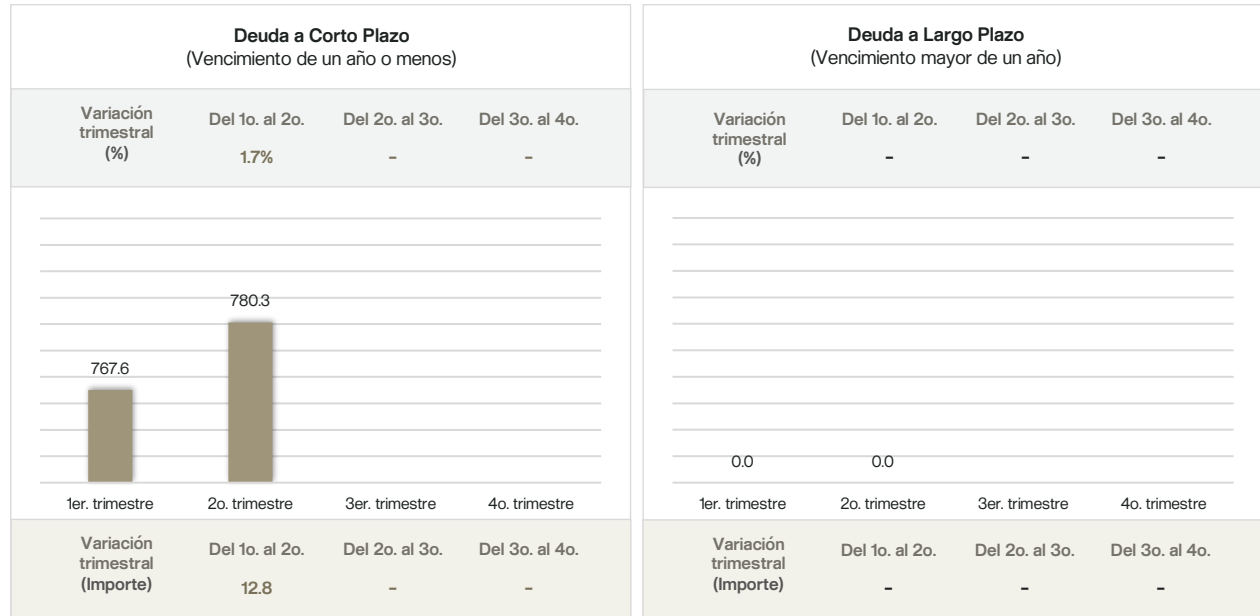 Deuda a Corto Plazo
(Vencimiento de un año o menos)
Variación
trimestral
(%)
Del 1o. al 2o.
Del 2o. al 3o.
Del 3o. al 4o.
1.7%
–
–
780.3
767.6
1er. trimestre
2o. trimestre
3er. trimestre
4o. trimestre
Variación
trimestral
(Importe)
Del 1o. al 2o.
Del 2o. al 3o.
Del 3o. al 4o.
12.8
–
–
Deuda a Largo Plazo
(Vencimiento mayor de un año)
Variación
trimestral
(%)
Del 1o. al 2o.
Del 2o. al 3o.
Del 3o. al 4o.
–
–
–
0.0
0.0
1er. trimestre
2o. trimestre
3er. trimestre
4o. trimestre
Variación
trimestral
(Importe)
Del 1o. al 2o.
Del 2o. al 3o.
Del 3o. al 4o.
–
–
–